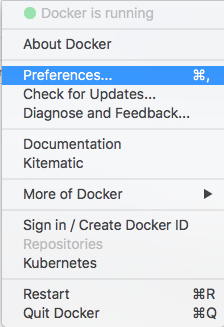 Docker is running
About Docker
Preferences... ⌘,
Check for Updates...
Diagnose and Feedback...
Documentation
Kitematic
More of Docker
Sign in / Create Docker ID
Repositories
Kubernetes
Restart ⌘R
Quit Docker ⌘Q